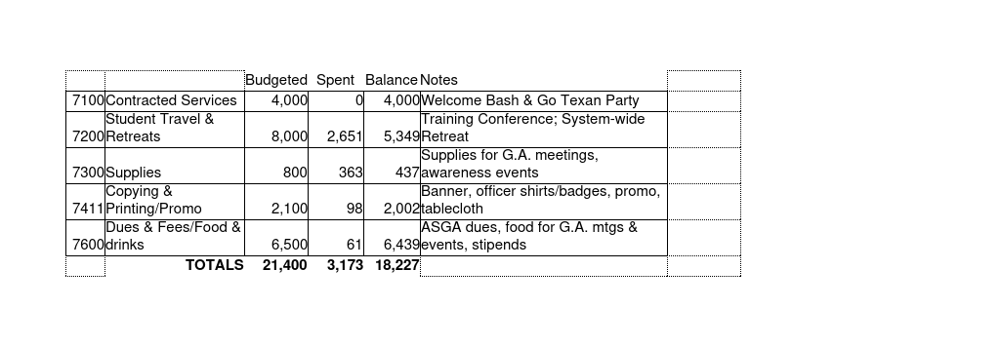 Budgeted Spent Balance Notes
7100 Contracted Services 4,000 0 4,000 Welcome Bash & Go Texan Party
Student Travel & Training Conference; System-wide
7200 Retreats 8,000 2,651 5,349 Retreat
Supplies for G.A. meetings,
7300 Supplies 800 363 437 awareness events
Copying & Banner, officer shirts/badges, promo,
7411 Printing/Promo 2,100 98 2,002 tablecloth
Dues & Fees/Food & ASGA dues, food for G.A. mtgs &
7600 drinks 6,500 61 6,439 events, stipends
TOTALS 21,400 3,173 18,227